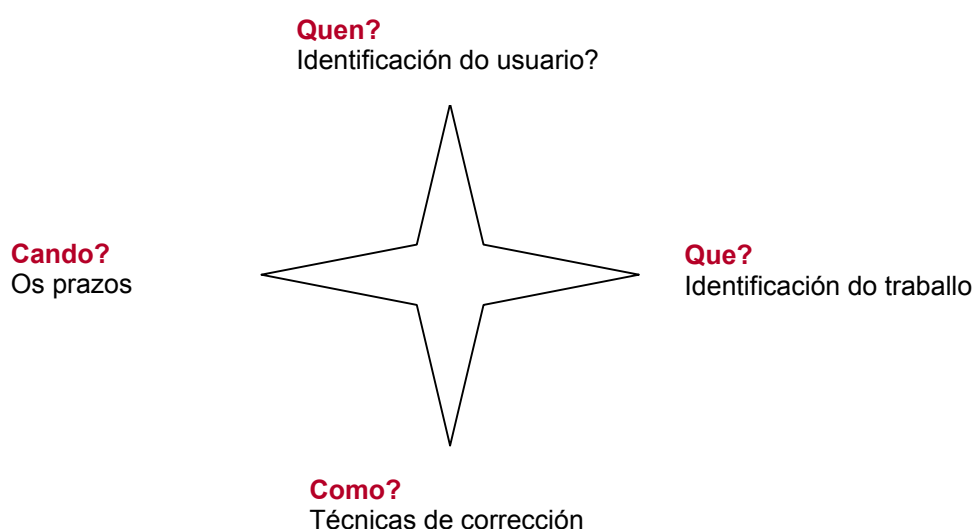 Quen?
Identificación do usuario?
Cando?
Os prazos
Que?
Identificación do traballo
Como?
Técnicas de corrección